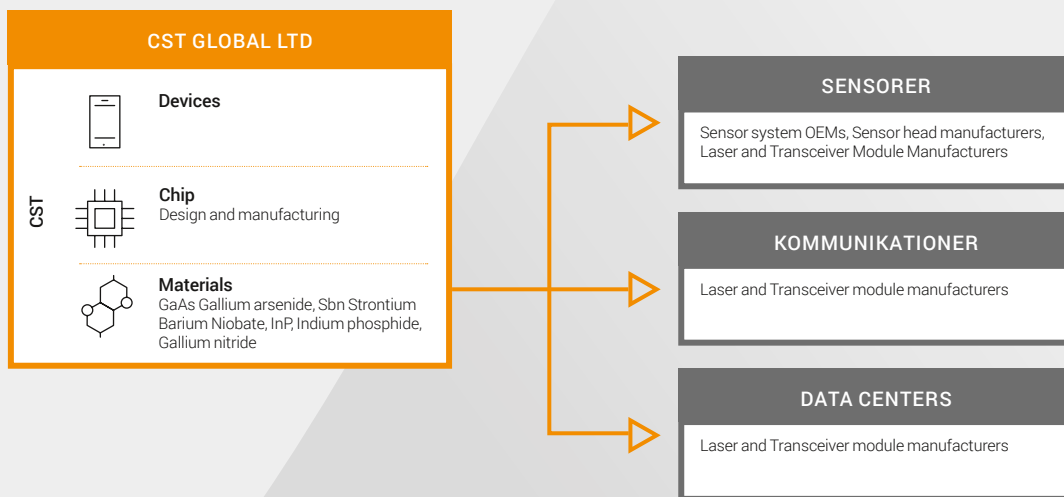 CST GLOBAL LTD
CST
Devices
Chip
Design and manufacturing
Materials
GaAs Gallium arsenide, Sbn Strontium
Barium Niobate, InP, Indium phosphide,
Gallium nitride
SENSORER
Sensor system OEMs, Sensor head manufacturers,
Laser and Transceiver Module Manufacturers
KOMMUNIKATIONER
Laser and Transceiver module manufacturers
DATA CENTERS
Laser and Transceiver module manufacturers